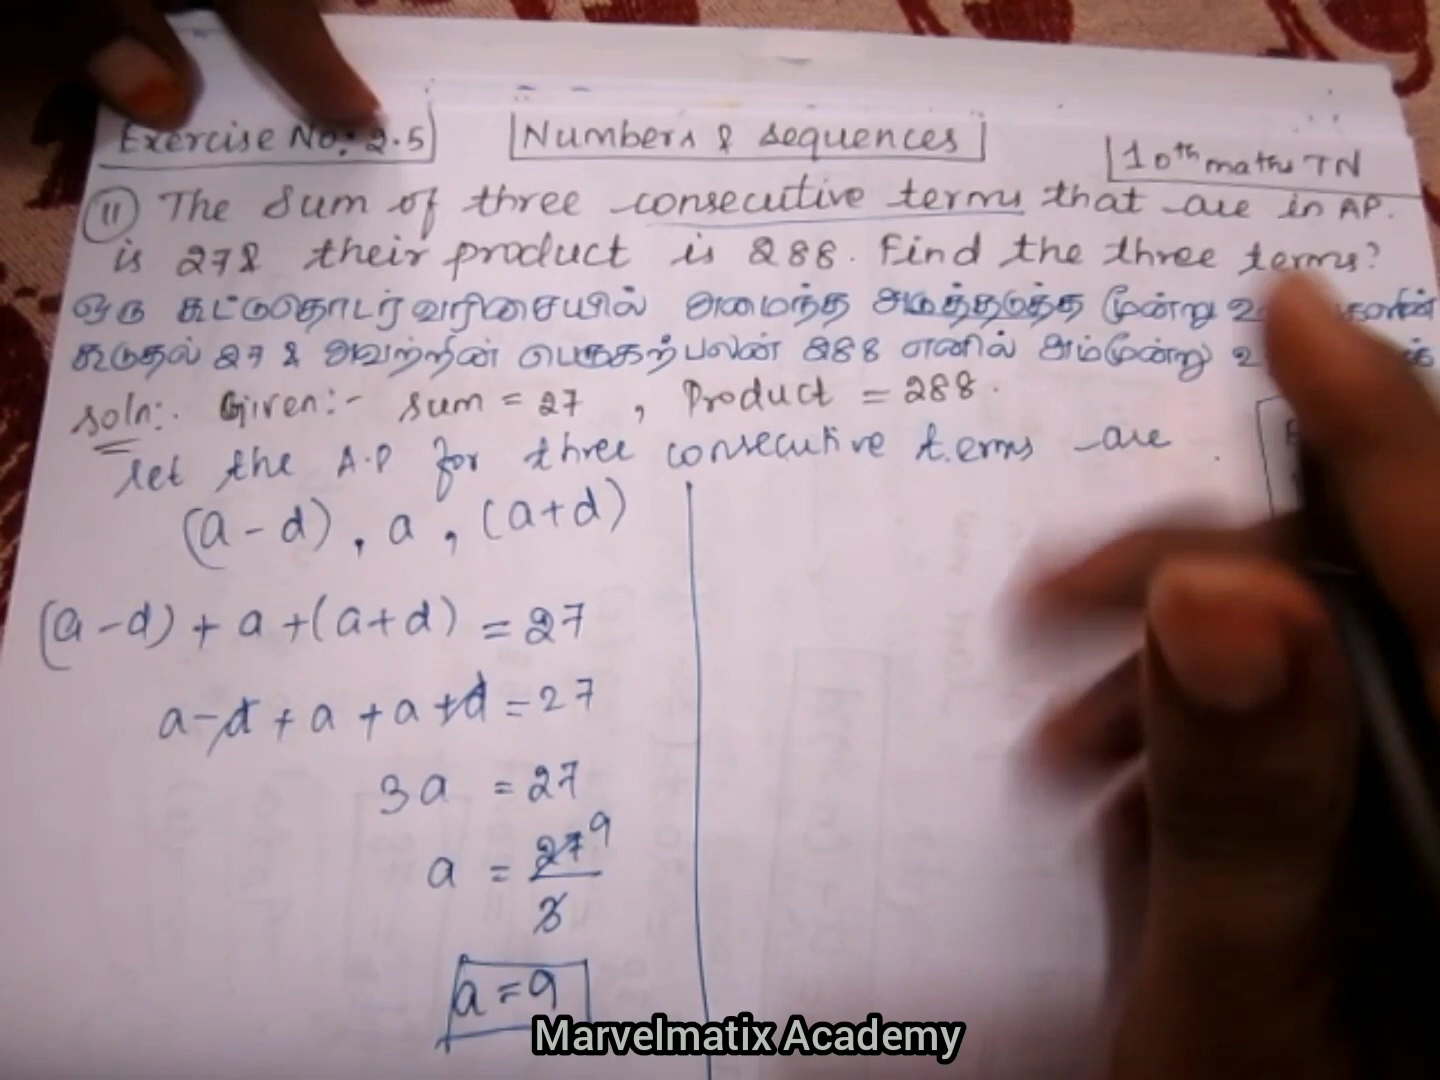 Exercise No: 2.5
Numbers & sequences
10th maths TN
11 The Sum of three consecutive terms that are in AP.
is 27 & their product is 288. Find the three terms?
ஒரு கூட்டுத்தொடர் வரிசையில் அமைந்த அடுத்தடுத்த மூன்று
கூடுதல் 27 & அவற்றின் பெருக்கற்பலன் 288 எனில் அம்மூன்று
soln:. Given:- sum = 27 , Product = 288.
let the A.P for three consecutive terms are
(a-d), a, (a+d)
(a-d) + a + (a+d) = 27
a-d + a + a +d = 27
3a = 27
a = 27 9
3
a = 9
Marvelmatix Academy